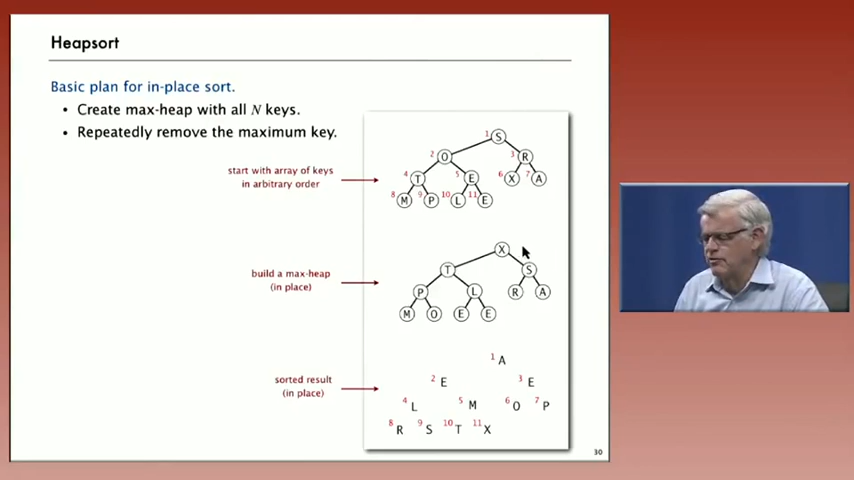 Heapsort
Basic plan for in-place sort.
• Create max-heap with all N keys.
• Repeatedly remove the maximum key.
start with array of keys
in arbitrary order
1 S
2 O 3 R
4 T 5 E 6 X 7 A
8 M 9 P 10 L 11 E
build a max-heap
(in place)
X
T S
P L R A
M O E E
sorted result
(in place)
1 A
2 E 3 E
4 L 5 M 6 O 7 P
8 R 9 S 10 T 11 X
30